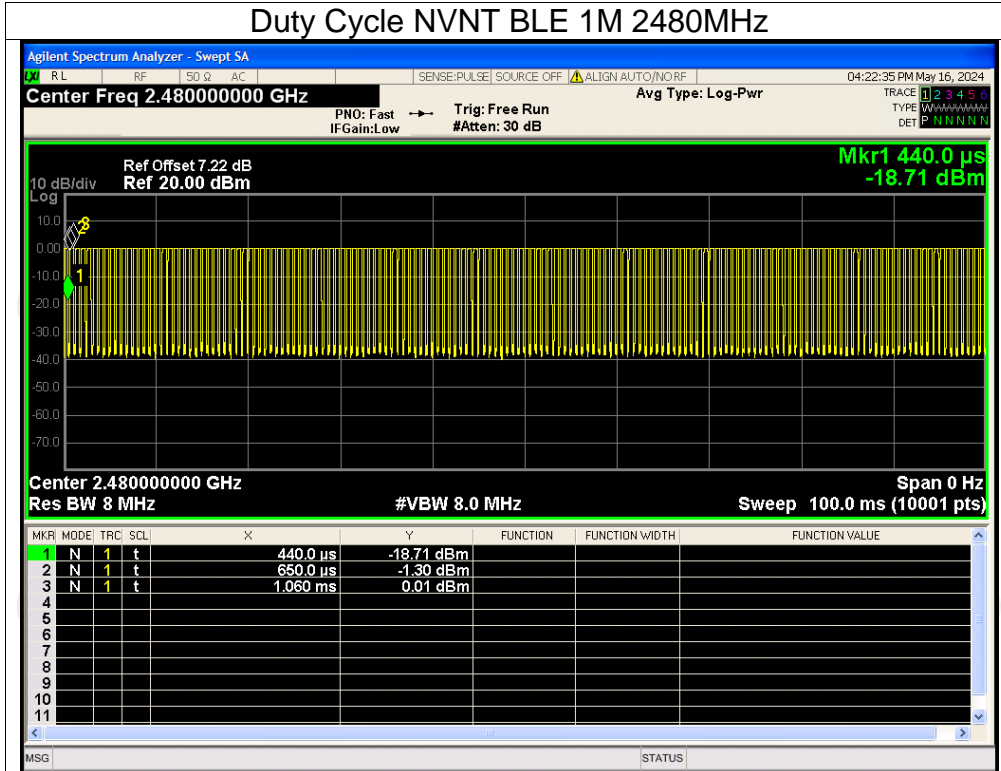 Duty Cycle NVNT BLE 1M 2480MHz
Agilent Spectrum Analyzer - Swept SA
LXI RL RF 50 Ω AC SENSE:PULSE SOURCE OFF ALIGN AUTO/NO RF 04:22:35 PM May 16, 2024
Center Freq 2.480000000 GHz Avg Type: Log-Pwr TRACE 1 2 3 4 5 6
PNO: Fast Trig: Free Run TYPE WWWWWW
IFGain:Low #Atten: 30 dB DET P N N N N N
Mkr1 440.0 µs
Ref Offset 7.22 dB
10 dB/div Ref 20.00 dBm -18.71 dBm
Log
10.0
2 3
0.00
-10.0
1
-20.0
-30.0
-40.0
-50.0
-60.0
-70.0
Center 2.480000000 GHz Span 0 Hz
Res BW 8 MHz #VBW 8.0 MHz Sweep 100.0 ms (10001 pts)
MKR MODE TRC SCL X Y FUNCTION FUNCTION WIDTH FUNCTION VALUE
1 N 1 t 440.0 µs -18.71 dBm
2 N 1 t 650.0 µs -1.30 dBm
3 N 1 t 1.060 ms 0.01 dBm
4
5
6
7
8
9
10
11
MSG STATUS